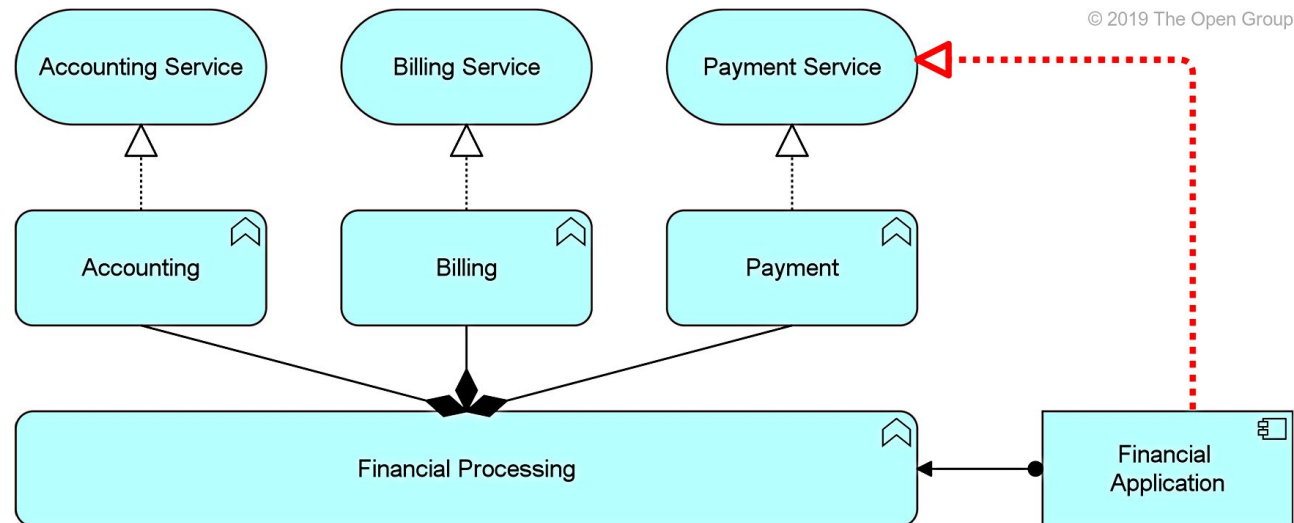 © 2019 The Open Group
Accounting Service
Billing Service
Payment Service
Accounting
Billing
Payment
Financial Processing
Financial
Application